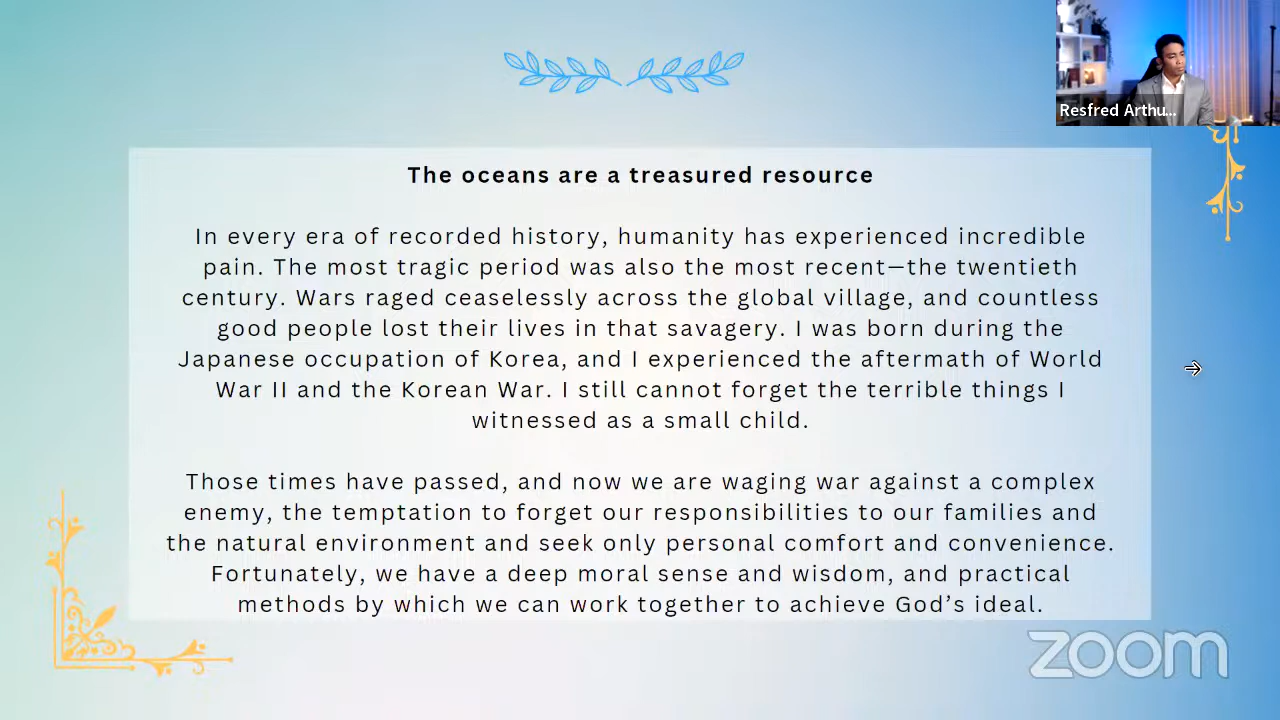 Resfred Arthu...
The oceans are a treasured resource
In every era of recorded history, humanity has experienced incredible
pain. The most tragic period was also the most recent—the twentieth
century. Wars raged ceaselessly across the global village, and countless
good people lost their lives in that savagery. I was born during the
Japanese occupation of Korea, and I experienced the aftermath of World
War II and the Korean War. I still cannot forget the terrible things I
witnessed as a small child.
Those times have passed, and now we are waging war against a complex
enemy, the temptation to forget our responsibilities to our families and
the natural environment and seek only personal comfort and convenience.
Fortunately, we have a deep moral sense and wisdom, and practical
methods by which we can work together to achieve God’s ideal.
zoom